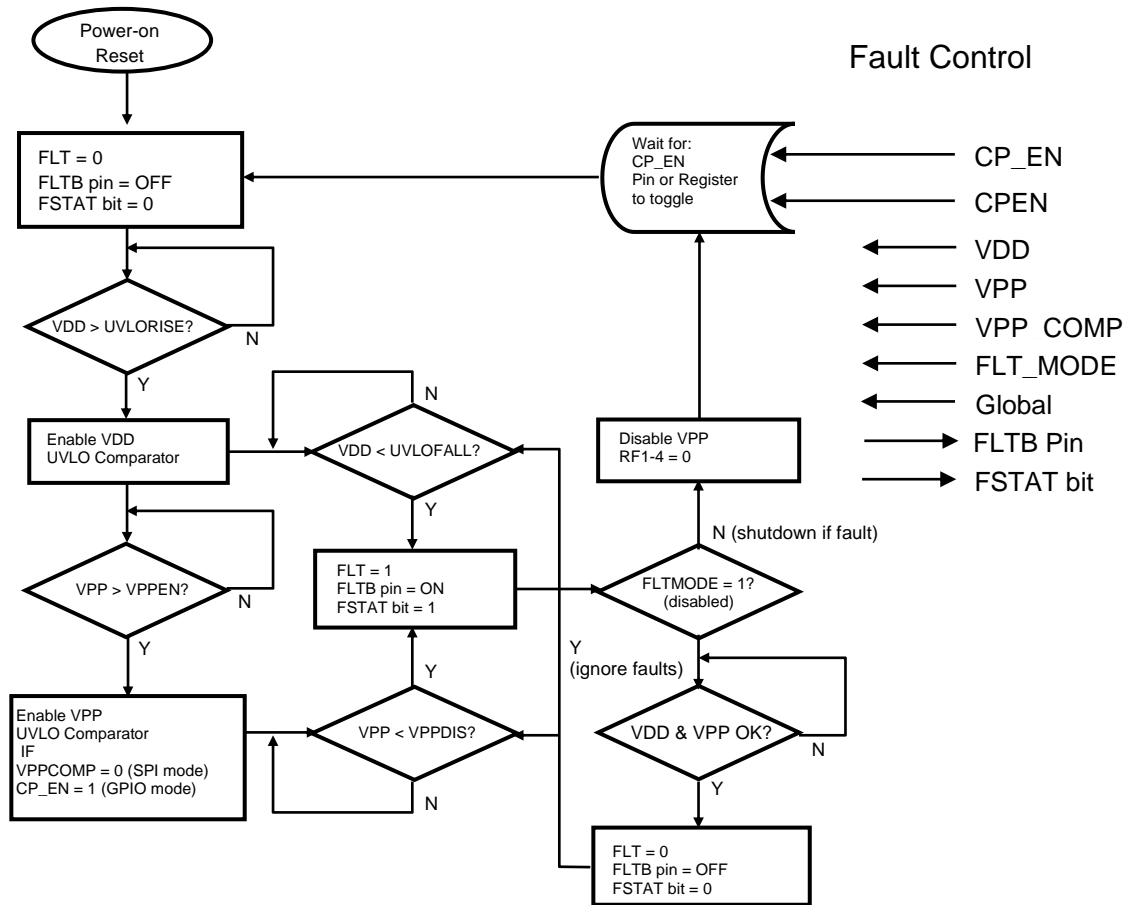 Power-on
Reset
Fault Control
FLT = 0
FLTB pin = OFF
FSTAT bit = 0
Wait for:
CP_EN
Pin or Register
to toggle
CP_EN
CPEN
VDD
VPP
VPP_COMP
FLT_MODE
Global
FLTB Pin
FSTAT bit
VDD > UVLORISE?
N
Y
Enable VDD
UVLO Comparator
N
VDD < UVLOFALL?
Y
Disable VPP
RF1-4 = 0
N (shutdown if fault)
VPP > VPPEN?
N
Y
FLT = 1
FLTB pin = ON
FSTAT bit = 1
FLTMODE = 1?
(disabled)
Y
(ignore faults)
Enable VPP
UVLO Comparator
IF
VPPCOMP = 0 (SPI mode)
CP_EN = 1 (GPIO mode)
Y
VPP < VPPDIS?
N
VDD & VPP OK?
N
Y
FLT = 0
FLTB pin = OFF
FSTAT bit = 0